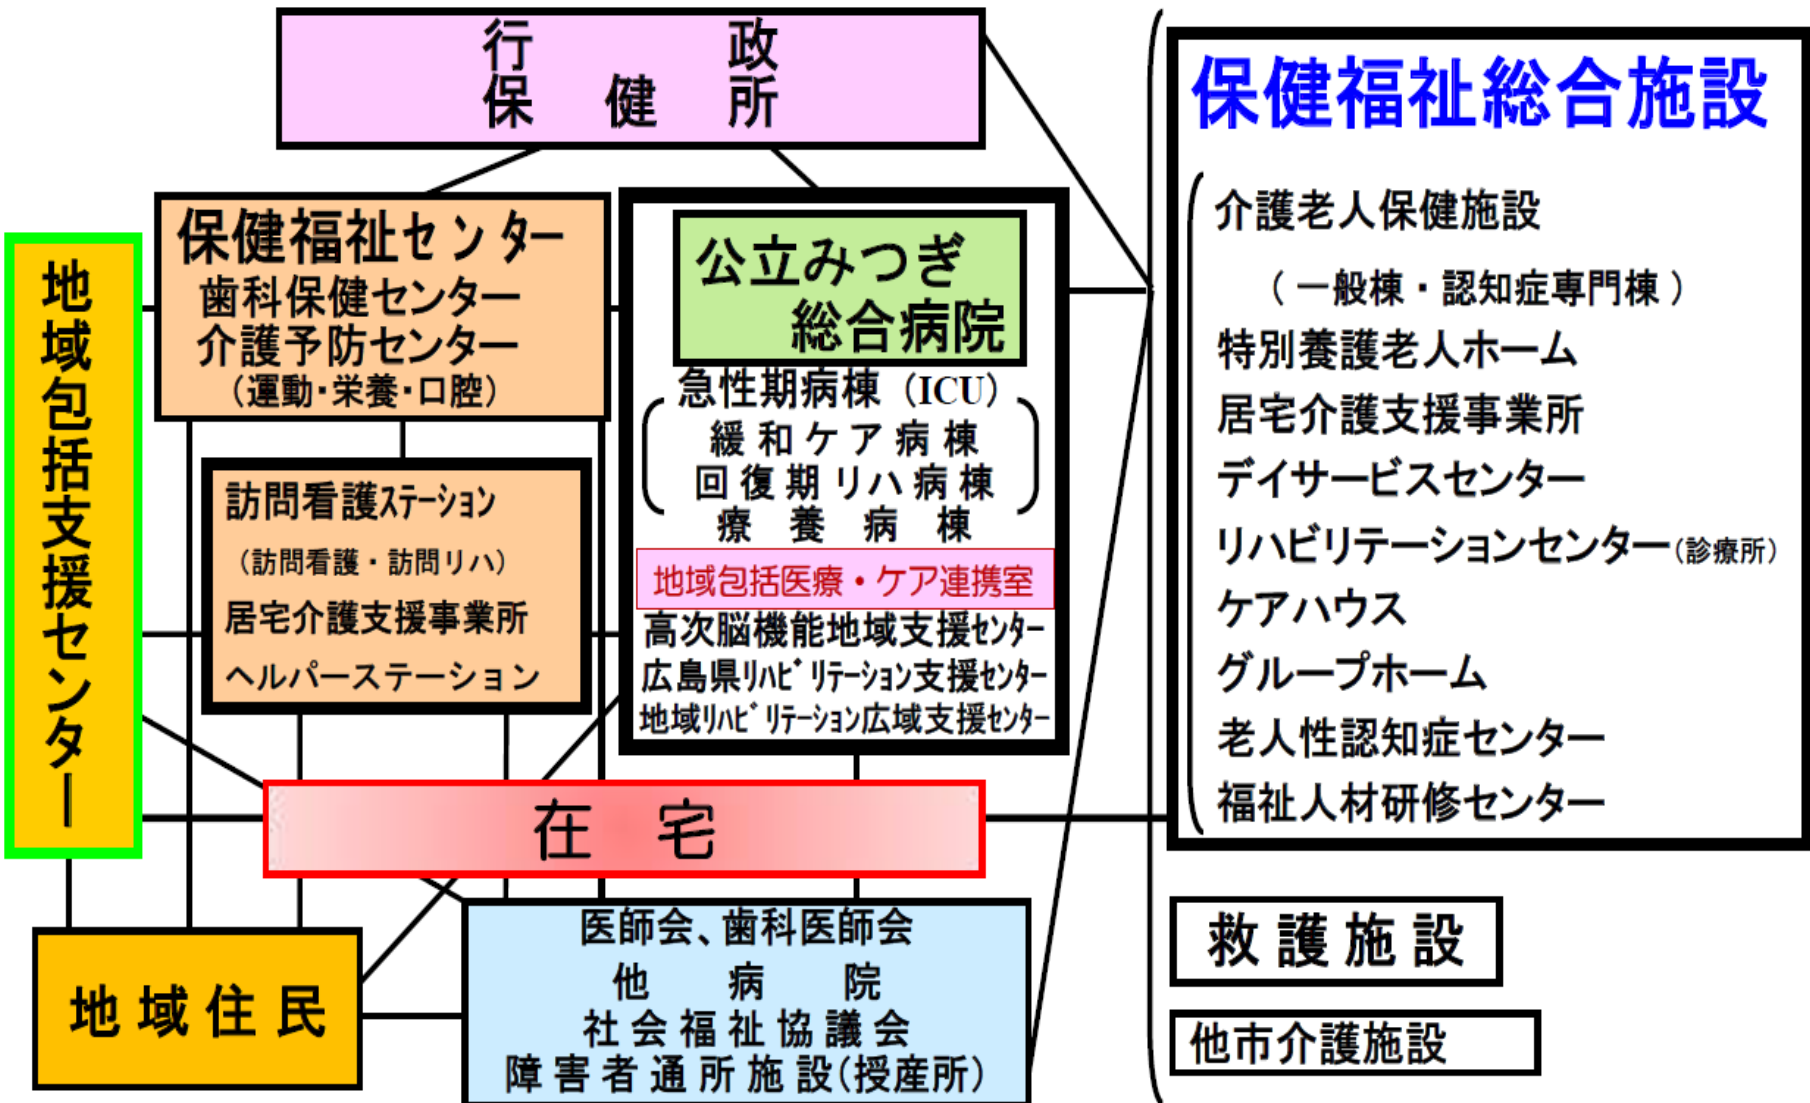 行政
保健所
保健福祉センター
歯科保健センター
介護予防センター
（運動・栄養・口腔）
地域包括支援センター
訪問看護ステーション
（訪問看護・訪問リハ）
居宅介護支援事業所
ヘルパーステーション
公立みつぎ
総合病院
急性期病棟（ICU）
緩和ケア病棟
回復期リハ病棟
療養病棟
地域包括医療・ケア連携室
高次脳機能地域支援センター
広島県リハビリテーション支援センター
地域リハビリテーション広域支援センター
在宅
地域住民
医師会、歯科医師会
他病院
社会福祉協議会
障害者通所施設（授産所）
保健福祉総合施設
介護老人保健施設
（一般棟・認知症専門棟）
特別養護老人ホーム
居宅介護支援事業所
デイサービスセンター
リハビリテーションセンター（診療所）
ケアハウス
グループホーム
老人性認知症センター
福祉人材研修センター
救護施設
他市介護施設